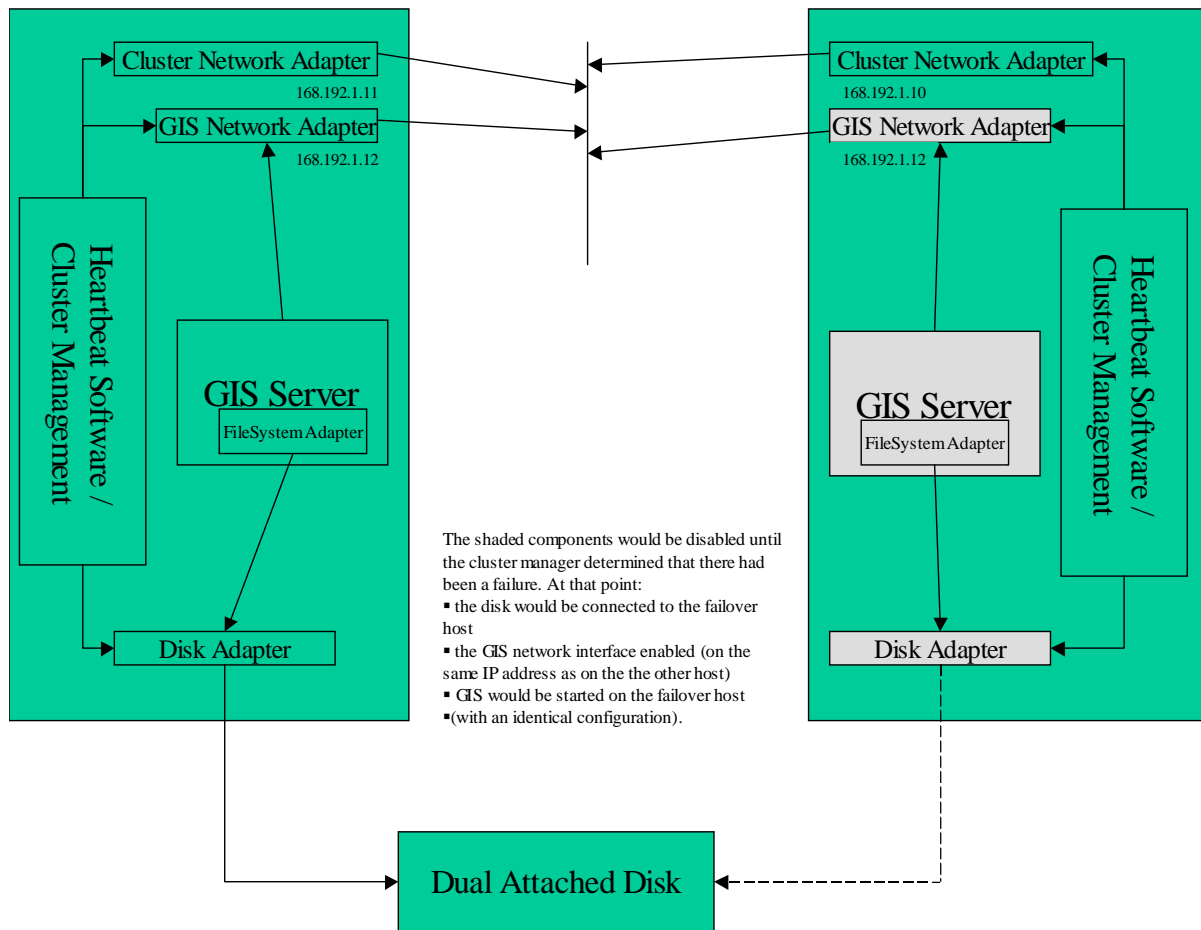 Cluster Network Adapter
168.192.1.11
GIS Network Adapter
168.192.1.12
Heartbeat Software /
Cluster Management
GIS Server
FileSystem Adapter
Disk Adapter
Cluster Network Adapter
168.192.1.10
GIS Network Adapter
168.192.1.12
Heartbeat Software /
Cluster Management
GIS Server
FileSystem Adapter
Disk Adapter
The shaded components would be disabled until
the cluster manager determined that there had
been a failure. At that point:
▪ the disk would be connected to the failover
host
▪ the GIS network interface enabled (on the
same IP address as on the the other host)
▪ GIS would be started on the failover host
▪(with an identical configuration).
Dual Attached Disk